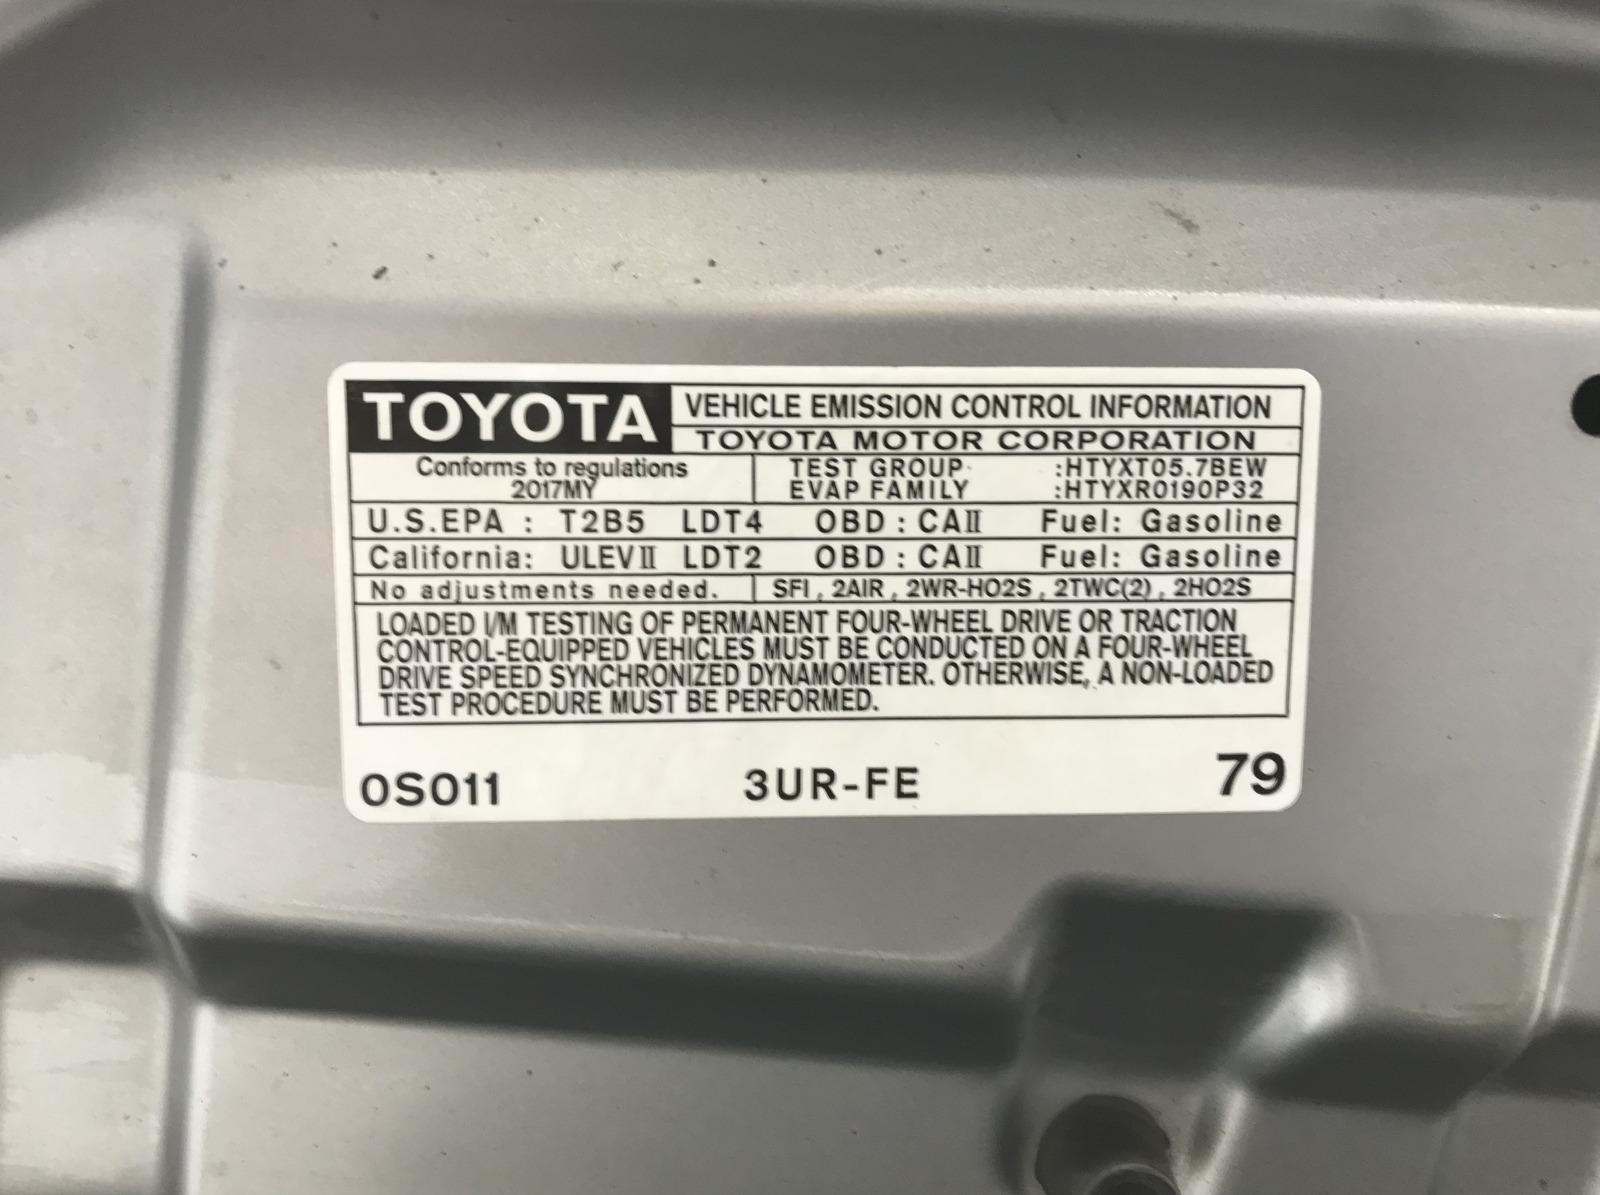 TOYOTA VEHICLE EMISSION CONTROL INFORMATION
TOYOTA MOTOR CORPORATION
Conforms to regulations TEST GROUP :HTYXT05.7BEW
2017MY EVAP FAMILY :HTYXR0190P32
U.S.EPA : T2B5 LDT4 OBD : CAⅡ Fuel: Gasoline
California: ULEVⅡ LDT2 OBD : CAⅡ Fuel: Gasoline
No adjustments needed. SFI , 2AIR , 2WR-HO2S , 2TWC(2) , 2HO2S
LOADED I/M TESTING OF PERMANENT FOUR-WHEEL DRIVE OR TRACTION
CONTROL-EQUIPPED VEHICLES MUST BE CONDUCTED ON A FOUR-WHEEL
DRIVE SPEED SYNCHRONIZED DYNAMOMETER. OTHERWISE, A NON-LOADED
TEST PROCEDURE MUST BE PERFORMED.
0S011 3UR-FE 79